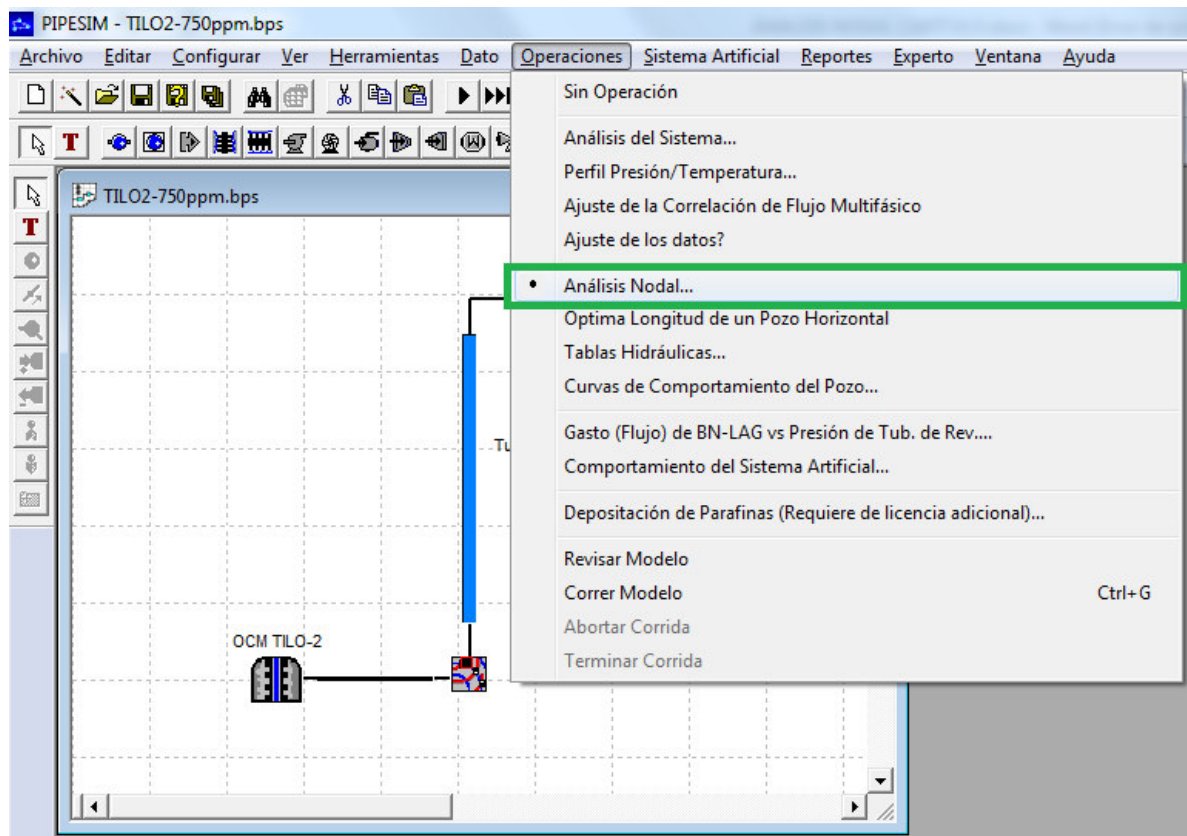 PIPESIM - TILO2-750ppm.bps
Archivo Editar Configurar Ver Herramientas Dato Operaciones Sistema Artificial Reportes Experto Ventana Ayuda
T
T
TILO2-750ppm.bps
Sin Operación
Análisis del Sistema...
Perfil Presión/Temperatura...
Ajuste de la Correlación de Flujo Multifásico
Ajuste de los datos?
Análisis Nodal...
Optima Longitud de un Pozo Horizontal
Tablas Hidráulicas...
Curvas de Comportamiento del Pozo...
Gasto (Flujo) de BN-LAG vs Presión de Tub. de Rev....
Comportamiento del Sistema Artificial...
Depositación de Parafinas (Requiere de licencia adicional)...
Revisar Modelo
Correr Modelo Ctrl+G
Abortar Corrida
Terminar Corrida
Tu
OCM TILO-2